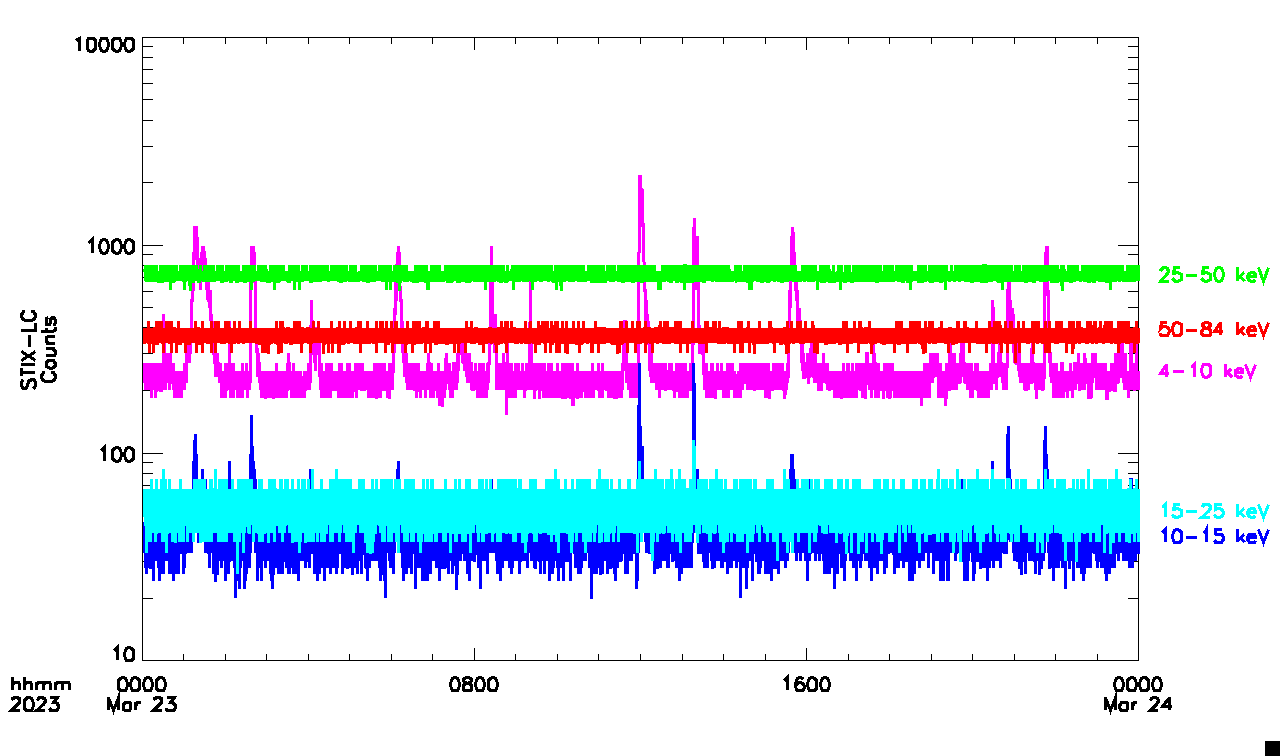 10000
1000
100
10
STIX-LC
Counts
25-50 keV
50-84 keV
4-10 keV
15-25 keV
10-15 keV
hhmm 0000 0800 1600 0000
2023 Mar 23 Mar 24